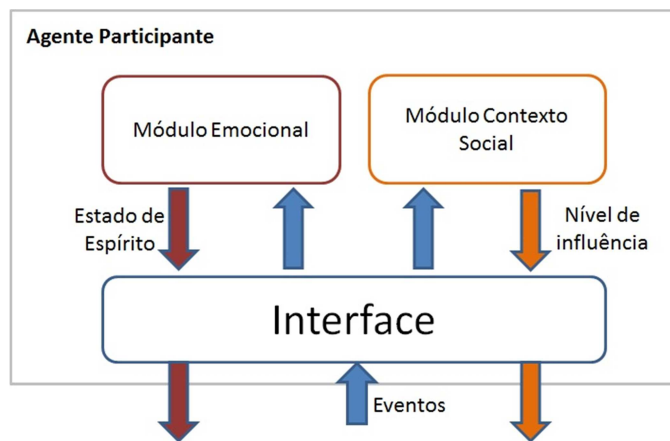 Agente Participante
Módulo Emocional
Módulo Contexto
Social
Estado de
Espírito
Nível de
influência
Interface
Eventos